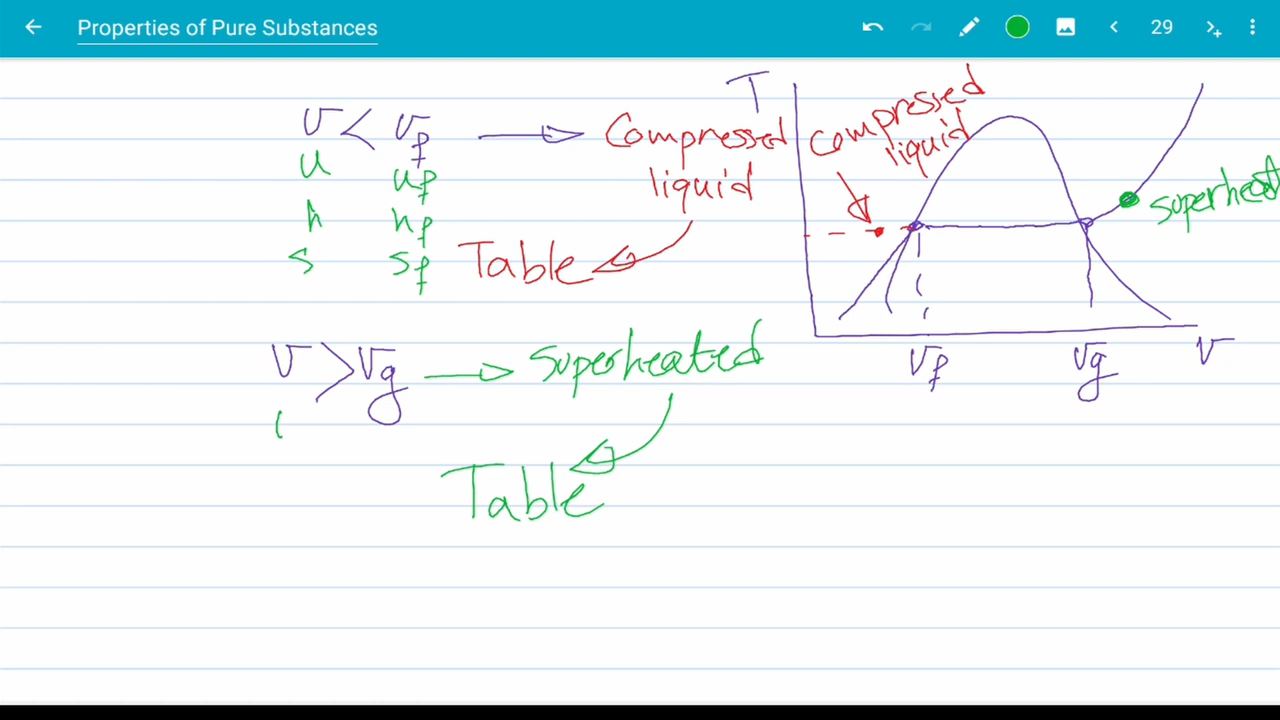 Properties of Pure Substances
29
v < vf → Compressed liquid
u uf
h hf
s sf
Table
v > vg → Superheated
Table
T
compressed
liquid
superheat
vf
vg
v